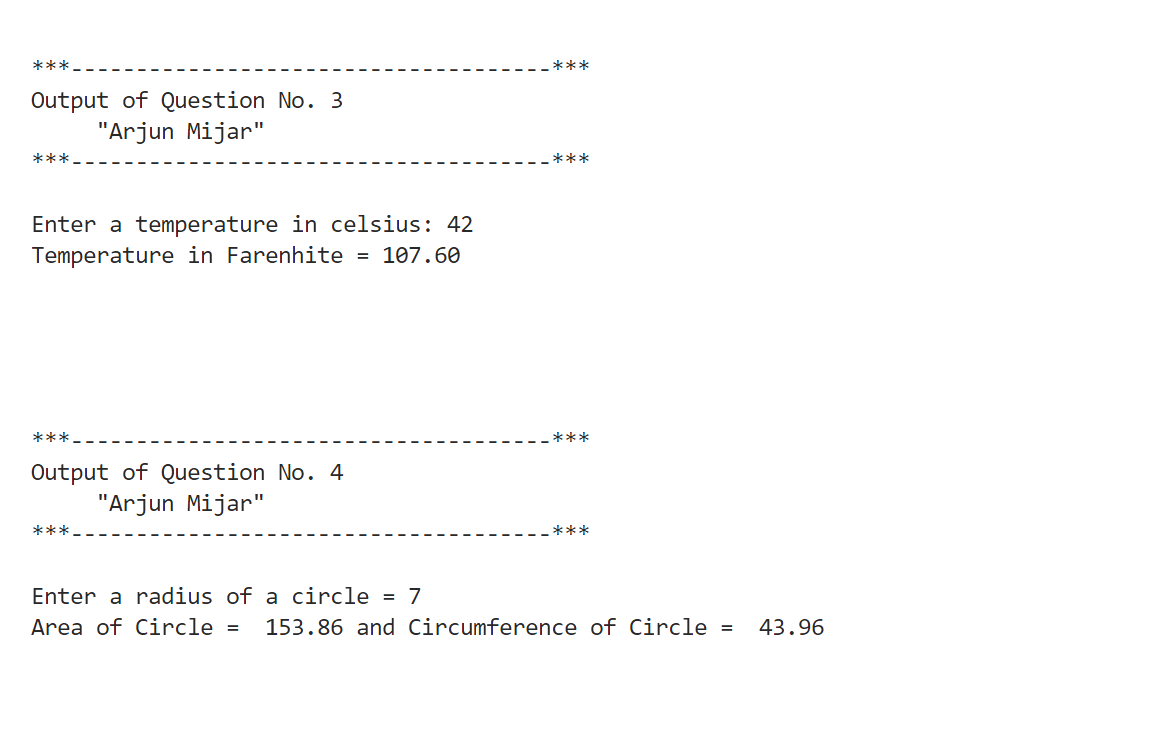 ***-------------------------------------***
Output of Question No. 3
"Arjun Mijar"
***-------------------------------------***
Enter a temperature in celsius: 42
Temperature in Farenhite = 107.60
***-------------------------------------***
Output of Question No. 4
"Arjun Mijar"
***-------------------------------------***
Enter a radius of a circle = 7
Area of Circle =  153.86 and Circumference of Circle =  43.96